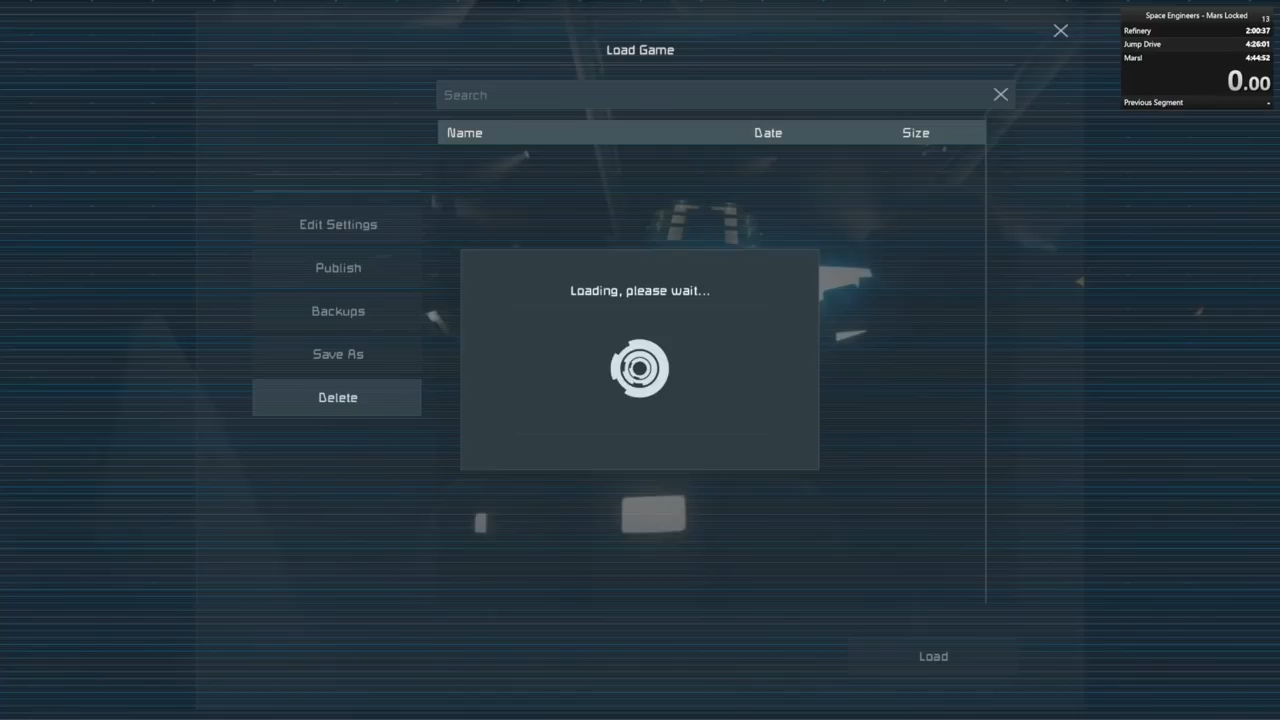 Space Engineers - Mars Locked 13
Refinery 2:00:37
Jump Drive 4:26:01
Mars! 4:44:52
0.00
Previous Segment -
Load Game
Search
Name Date Size
Edit Settings
Publish
Backups
Save As
Delete
Loading, please wait...
Load